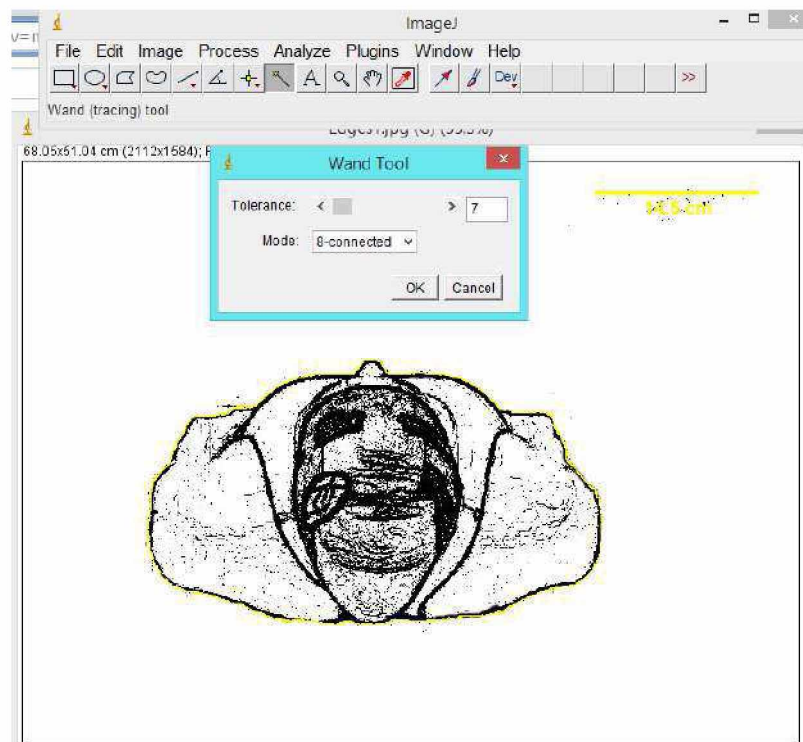 ImageJ
File Edit Image Process Analyze Plugins Window Help
A Dev >>
Wand (tracing) tool
68.05x51.04 cm (2112x1584);
Wand Tool
Tolerance: < > 7
Mode: 8-connected
OK Cancel
cm